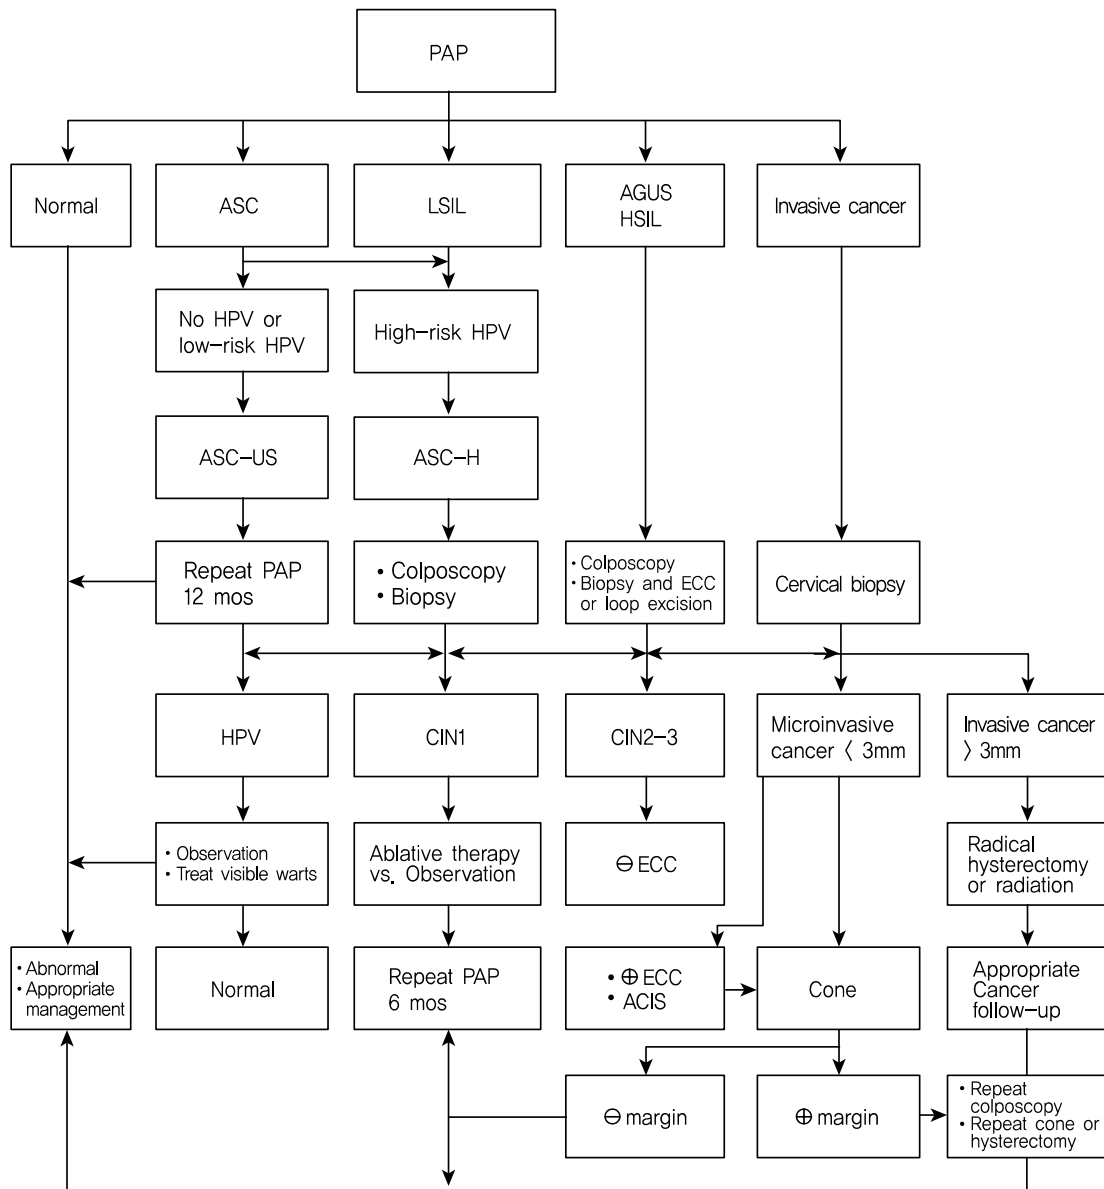 PAP
Normal
ASC
LSIL
AGUS
HSIL
Invasive cancer
No HPV or
low-risk HPV
High-risk HPV
ASC-US
ASC-H
Repeat PAP
12 mos
• Colposcopy
• Biopsy
• Colposcopy
• Biopsy and ECC
or loop excision
Cervical biopsy
HPV
CIN1
CIN2-3
Microinvasive
cancer < 3mm
Invasive cancer
> 3mm
• Observation
• Treat visible warts
Ablative therapy
vs. Observation
⊖ ECC
Radical
hysterectomy
or radiation
• Abnormal
• Appropriate
management
Normal
Repeat PAP
6 mos
• ⊕ ECC
• ACIS
Cone
Appropriate
Cancer
follow-up
⊖ margin
⊕ margin
• Repeat
colposcopy
• Repeat cone or
hysterectomy